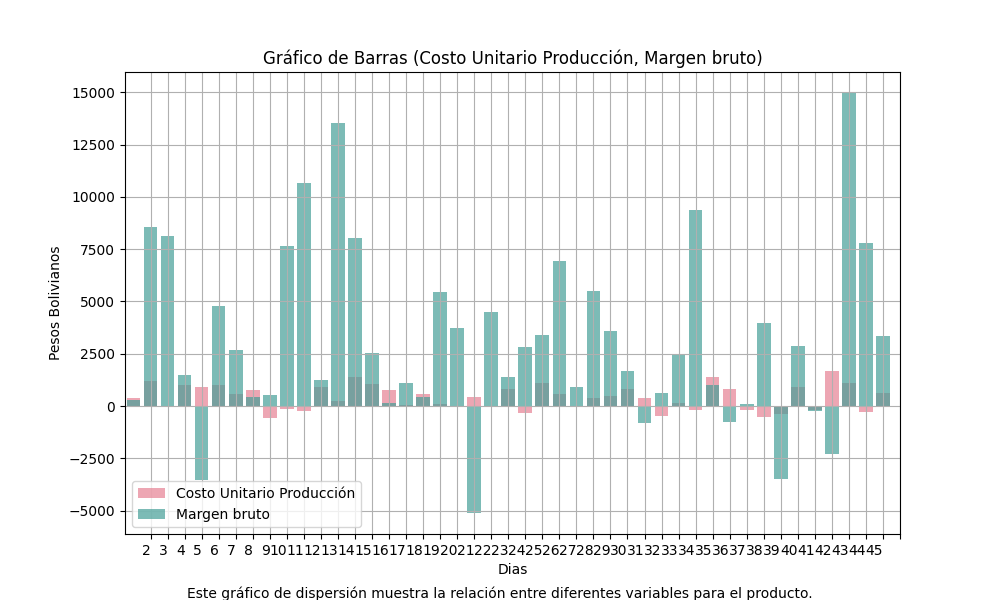 Gráfico de Barras (Costo Unitario Producción, Margen bruto)
15000
12500
10000
7500
5000
2500
0
−2500
−5000
Pesos Bolivianos
Costo Unitario Producción
Margen bruto
2 3 4 5 6 7 8 9 10 11 12 13 14 15 16 17 18 19 20 21 22 23 24 25 26 27 28 29 30 31 32 33 34 35 36 37 38 39 40 41 42 43 44 45
Dias
Este gráfico de dispersión muestra la relación entre diferentes variables para el producto.